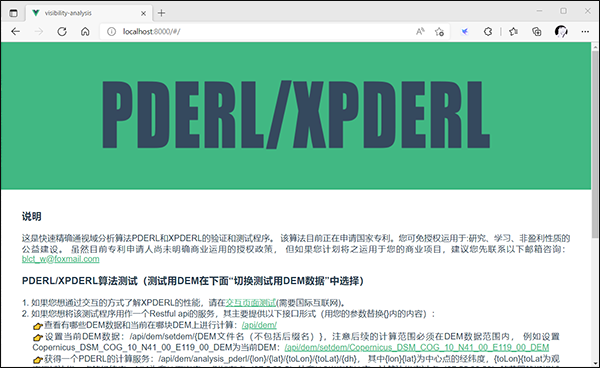 visibility-analysis
localhost:8000/#/
PDERL/XPDERL
说明
这是快速精确通视域分析算法PDERL和XPDERL的验证和测试程序。 该算法目前正在申请国家专利。您可免授权运用于:研究、学习、非盈利性质的
公益建设。 虽然目前专利申请人尚未明确商业运用的授权政策， 但如果您计划将之运用于您的商业项目，建议您先联系以下邮箱咨询：
blct_w@foxmail.com
PDERL/XPDERL算法测试（测试用DEM在下面“切换测试用DEM数据”中选择）
1. 如果您想通过交互的方式了解XPDERL的性能，请在交互页面测试(需要国际互联网)。
2. 如果您想将该测试程序用作一个Restful api的服务，其主要提供以下接口形式（用您的参数替换{}内的内容）：
👉查看有哪些DEM数据和当前在哪块DEM上进行计算：/api/dem/
👉设置当前DEM数据：/api/dem/setdem/{DEM文件名（不包括后缀名）}，注意后续的计算范围必须在DEM数据范围内， 例如设置
Copernicus_DSM_COG_10_N41_00_E119_00_DEM为当前DEM：/api/dem/setdem/Copernicus_DSM_COG_10_N41_00_E119_00_DEM
👉获得一个PDERL的计算服务：/api/dem/analysis_pderl/{lon}/{lat}/{toLon}/{toLat}/{dh}， 其中{lon}{lat}为中心点的经纬度，{toLon}{toLat}为观